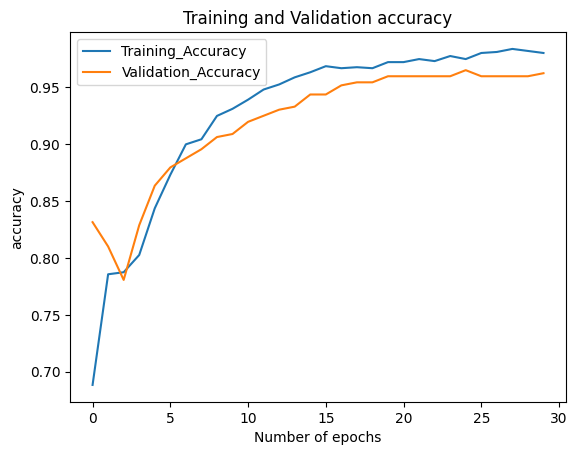 Training and Validation accuracy
Training_Accuracy
Validation_Accuracy
accuracy
0.95
0.90
0.85
0.80
0.75
0.70
0 5 10 15 20 25 30
Number of epochs